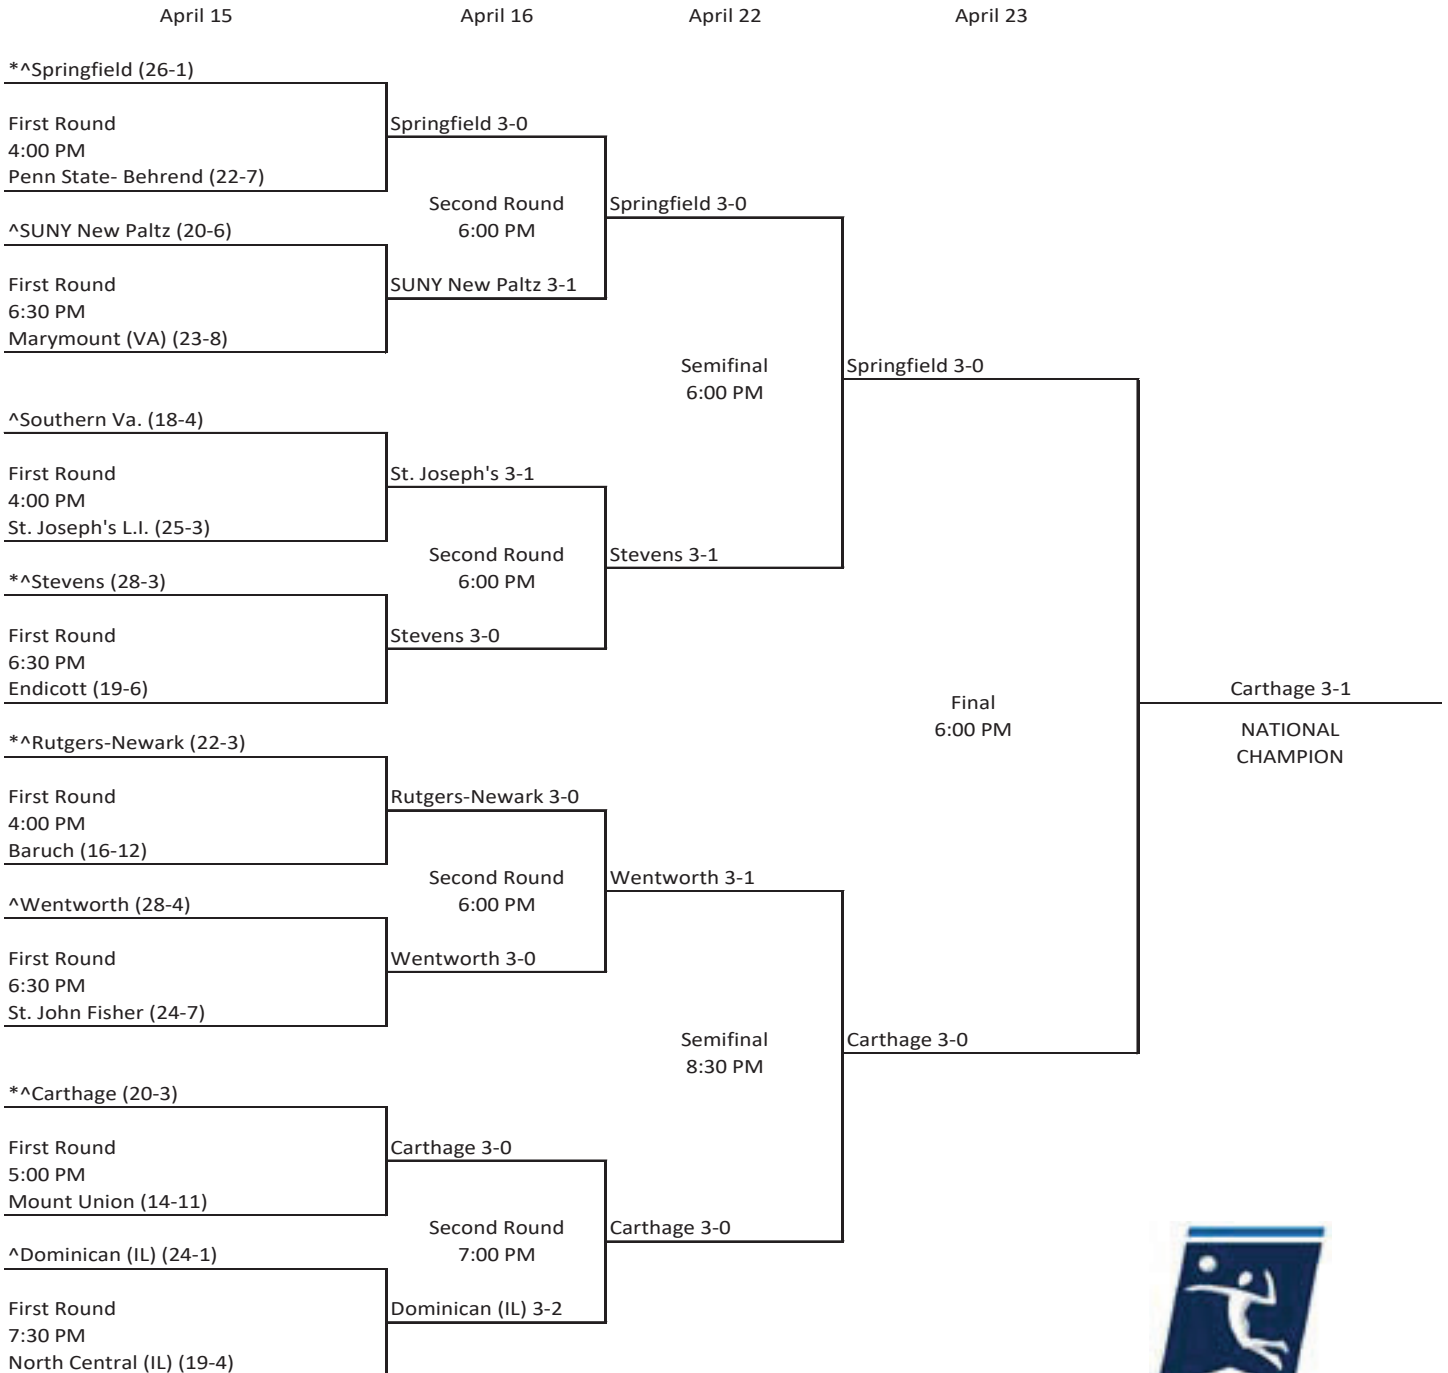 April 15
April 16
April 22
April 23
*^Springfield (26-1)
First Round
4:00 PM
Penn State- Behrend (22-7)
^SUNY New Paltz (20-6)
First Round
6:30 PM
Marymount (VA) (23-8)
^Southern Va. (18-4)
First Round
4:00 PM
St. Joseph's L.I. (25-3)
*^Stevens (28-3)
First Round
6:30 PM
Endicott (19-6)
*^Rutgers-Newark (22-3)
First Round
4:00 PM
Baruch (16-12)
^Wentworth (28-4)
First Round
6:30 PM
St. John Fisher (24-7)
*^Carthage (20-3)
First Round
5:00 PM
Mount Union (14-11)
^Dominican (IL) (24-1)
First Round
7:30 PM
North Central (IL) (19-4)
Springfield 3-0
Second Round
6:00 PM
SUNY New Paltz 3-1
St. Joseph's 3-1
Second Round
6:00 PM
Stevens 3-0
Rutgers-Newark 3-0
Second Round
6:00 PM
Wentworth 3-0
Carthage 3-0
Second Round
7:00 PM
Dominican (IL) 3-2
Springfield 3-0
Semifinal
6:00 PM
Stevens 3-1
Wentworth 3-1
Semifinal
8:30 PM
Carthage 3-0
Springfield 3-0
Final
6:00 PM
Carthage 3-0
Carthage 3-1
NATIONAL
CHAMPION